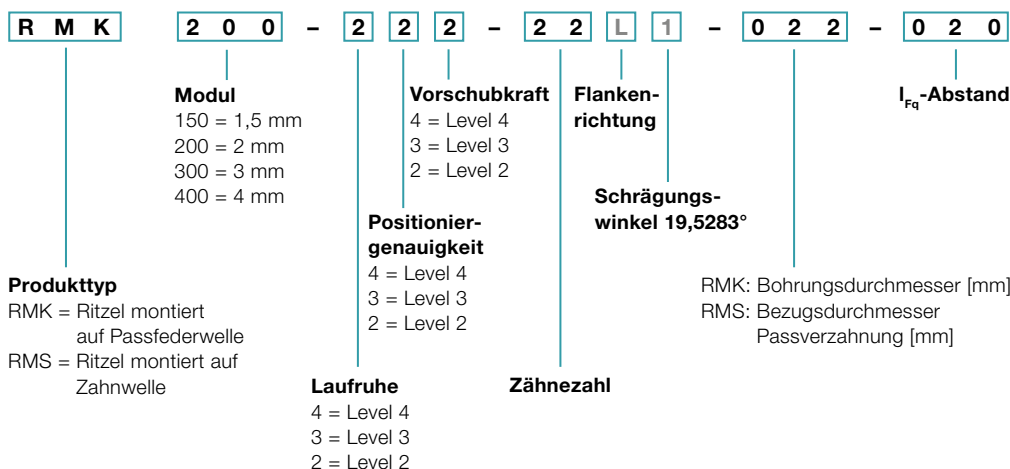 R M K 2 0 0 – 2 2 2 – 2 2 L 1 – 0 2 2 – 0 2 0
Modul
150 = 1,5 mm
200 = 2 mm
300 = 3 mm
400 = 4 mm
Vorschubkraft
4 = Level 4
3 = Level 3
2 = Level 2
Flanken-
richtung
lFq-Abstand
Schrägungs-
winkel 19,5283°
Positionier-
genauigkeit
4 = Level 4
3 = Level 3
2 = Level 2
Produkttyp
RMK = Ritzel montiert
auf Passfederwelle
RMS = Ritzel montiert auf
Zahnwelle
RMK: Bohrungsdurchmesser [mm]
RMS: Bezugsdurchmesser
Passverzahnung [mm]
Laufruhe
4 = Level 4
3 = Level 3
2 = Level 2
Zähnezahl